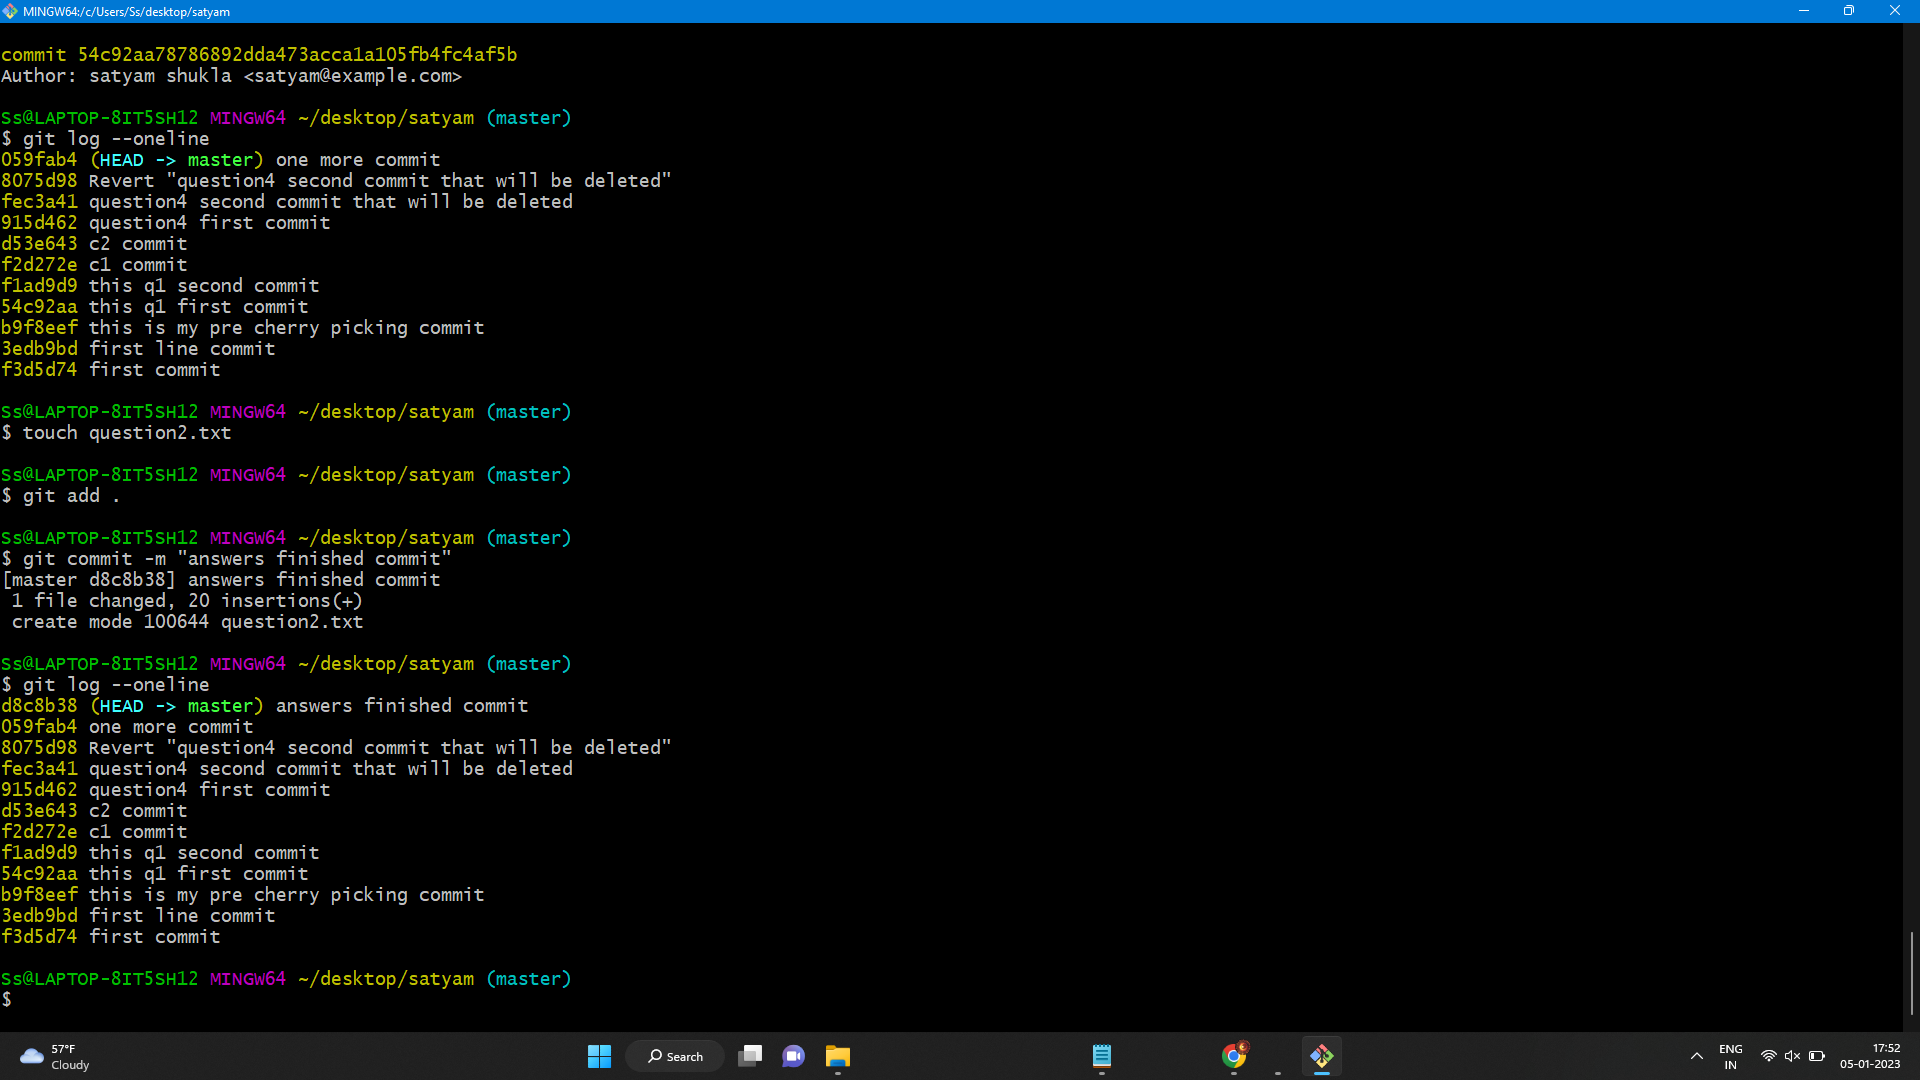 MINGW64:/c/Users/Ss/desktop/satyam
commit 54c92aa78786892dda473acca1a105fb4fc4af5b
Author: satyam shukla <satyam@example.com>
Ss@LAPTOP-8IT5SH12 MINGW64 ~/desktop/satyam (master)
$ git log --oneline
059fab4 (HEAD -> master) one more commit
8075d98 Revert "question4 second commit that will be deleted"
fec3a41 question4 second commit that will be deleted
915d462 question4 first commit
d53e643 c2 commit
f2d272e c1 commit
f1ad9d9 this q1 second commit
54c92aa this q1 first commit
b9f8eef this is my pre cherry picking commit
3edb9bd first line commit
f3d5d74 first commit
Ss@LAPTOP-8IT5SH12 MINGW64 ~/desktop/satyam (master)
$ touch question2.txt
Ss@LAPTOP-8IT5SH12 MINGW64 ~/desktop/satyam (master)
$ git add .
Ss@LAPTOP-8IT5SH12 MINGW64 ~/desktop/satyam (master)
$ git commit -m "answers finished commit"
[master d8c8b38] answers finished commit
 1 file changed, 20 insertions(+)
 create mode 100644 question2.txt
Ss@LAPTOP-8IT5SH12 MINGW64 ~/desktop/satyam (master)
$ git log --oneline
d8c8b38 (HEAD -> master) answers finished commit
059fab4 one more commit
8075d98 Revert "question4 second commit that will be deleted"
fec3a41 question4 second commit that will be deleted
915d462 question4 first commit
d53e643 c2 commit
f2d272e c1 commit
f1ad9d9 this q1 second commit
54c92aa this q1 first commit
b9f8eef this is my pre cherry picking commit
3edb9bd first line commit
f3d5d74 first commit
Ss@LAPTOP-8IT5SH12 MINGW64 ~/desktop/satyam (master)
$
57°F
Cloudy
Search
ENG
IN
17:52
05-01-2023